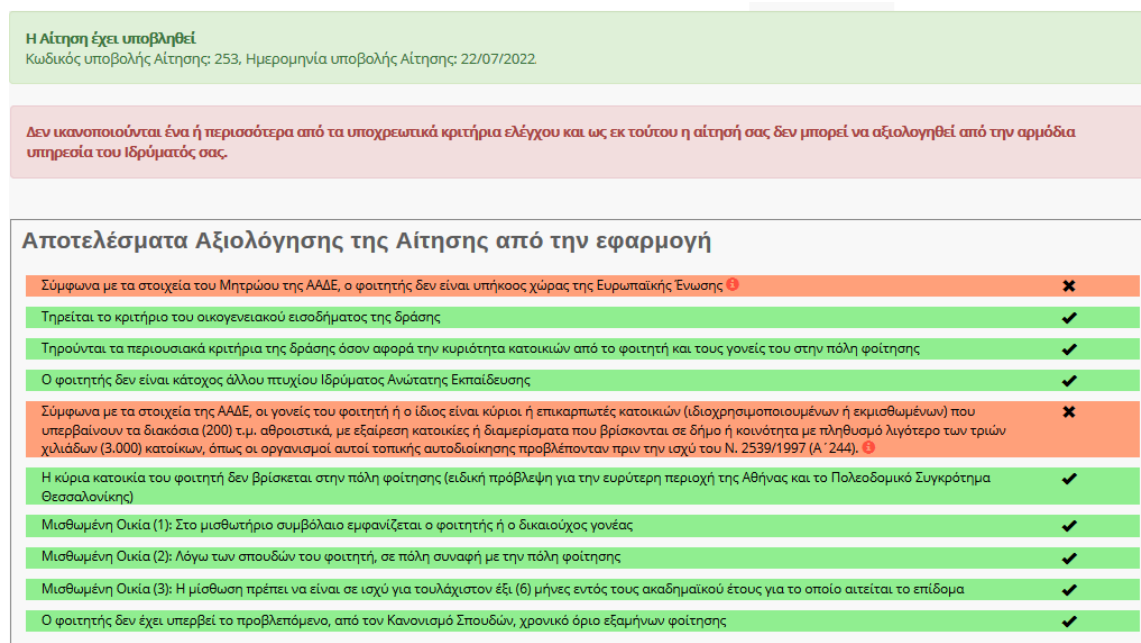 Η Αίτηση έχει υποβληθεί
Κωδικός υποβολής Αίτησης: 253, Ημερομηνία υποβολής Αίτησης: 22/07/2022
Δεν ικανοποιούνται ένα ή περισσότερα από τα υποχρεωτικά κριτήρια ελέγχου και ως εκ τούτου η αίτησή σας δεν μπορεί να αξιολογηθεί από την αρμόδια
υπηρεσία του Ιδρύματός σας.
Αποτελέσματα Αξιολόγησης της Αίτησης από την εφαρμογή
Σύμφωνα με τα στοιχεία του Μητρώου της ΑΑΔΕ, ο φοιτητής δεν είναι υπήκοος χώρας της Ευρωπαϊκής Ένωσης
Τηρείται το κριτήριο του οικογενειακού εισοδήματος της δράσης
Τηρούνται τα περιουσιακά κριτήρια της δράσης όσον αφορά την κυριότητα κατοικιών από το φοιτητή και τους γονείς του στην πόλη φοίτησης
Ο φοιτητής δεν είναι κάτοχος άλλου πτυχίου Ιδρύματος Ανώτατης Εκπαίδευσης
Σύμφωνα με τα στοιχεία της ΑΑΔΕ, οι γονείς του φοιτητή ή ο ίδιος είναι κύριοι ή επικαρπωτές κατοικιών (ιδιοχρησιμοποιουμένων ή εκμισθωμένων) που
υπερβαίνουν τα διακόσια (200) τ.μ. αθροιστικά, με εξαίρεση κατοικίες ή διαμερίσματα που βρίσκονται σε δήμο ή κοινότητα με πληθυσμό λιγότερο των τριών
χιλιάδων (3.000) κατοίκων, όπως οι οργανισμοί αυτοί τοπικής αυτοδιοίκησης προβλέπονταν πριν την ισχύ του Ν. 2539/1997 (Α΄244).
Η κύρια κατοικία του φοιτητή δεν βρίσκεται στην πόλη φοίτησης (ειδική πρόβλεψη για την ευρύτερη περιοχή της Αθήνας και το Πολεοδομικό Συγκρότημα
Θεσσαλονίκης)
Μισθωμένη Οικία (1): Στο μισθωτήριο συμβόλαιο εμφανίζεται ο φοιτητής ή ο δικαιούχος γονέας
Μισθωμένη Οικία (2): Λόγω των σπουδών του φοιτητή, σε πόλη συναφή με την πόλη φοίτησης
Μισθωμένη Οικία (3): Η μίσθωση πρέπει να είναι σε ισχύ για τουλάχιστον έξι (6) μήνες εντός τους ακαδημαϊκού έτους για το οποίο αιτείται το επίδομα
Ο φοιτητής δεν έχει υπερβεί το προβλεπόμενο, από τον Κανονισμό Σπουδών, χρονικό όριο εξαμήνων φοίτησης